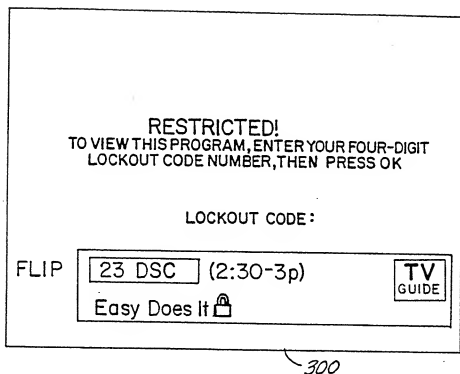 RESTRICTED!
TO VIEW THIS PROGRAM, ENTER YOUR FOUR-DIGIT
LOCKOUT CODE NUMBER, THEN PRESS OK
LOCKOUT CODE:
FLIP 23 DSC (2:30-3p) TV
GUIDE
Easy Does It
300